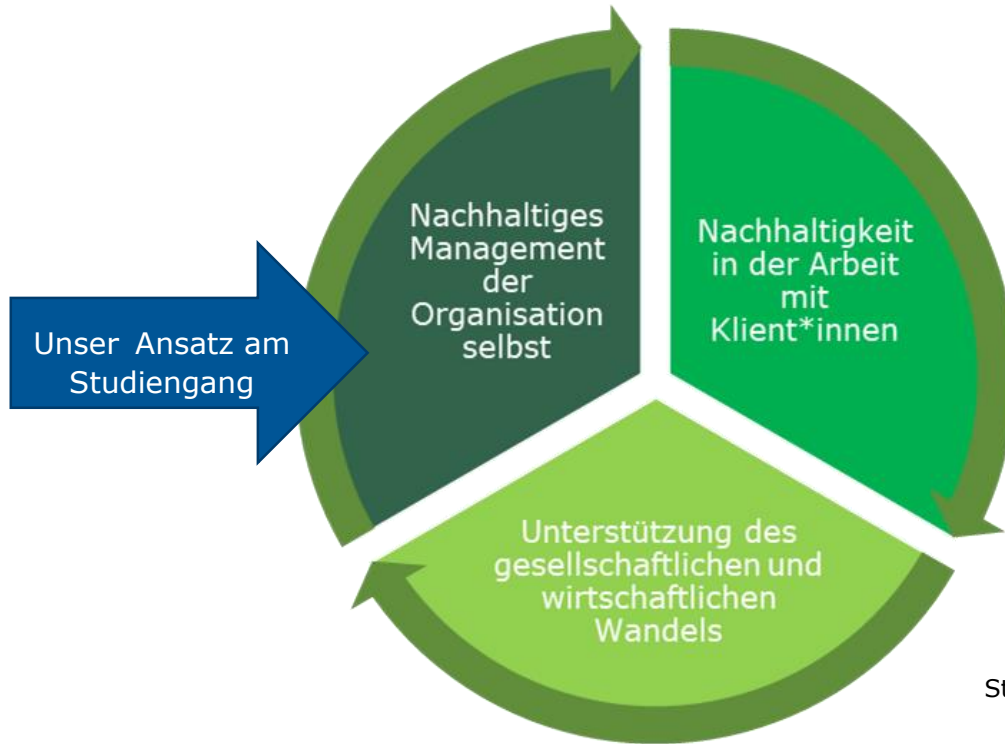 Nachhaltiges
Management
der
Organisation
selbst
Nachhaltigkeit
in der Arbeit
mit
Klient*innen
Unser Ansatz am
Studiengang
Unterstützung des
gesellschaftlichen und
wirtschaftlichen
Wandels
St